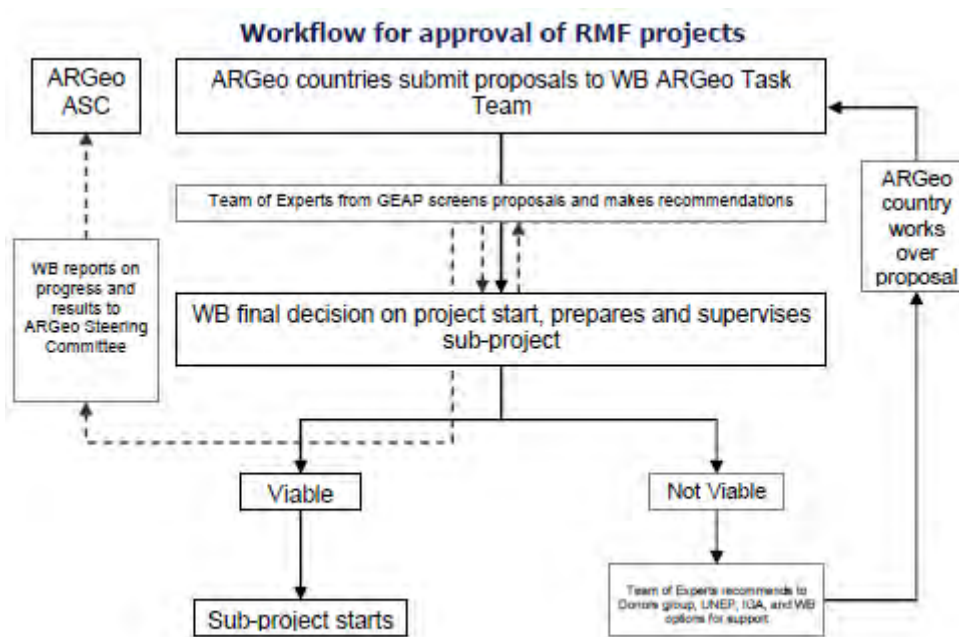 Workflow for approval of RMF projects
ARGeo
ASC
ARGeo countries submit proposals to WB ARGeo Task
Team
Team of Experts from GEAP screens proposals and makes recommendations
ARGeo
country
works
over
proposal
WB reports on
progress and
results to
ARGeo Steering
Committee
WB final decision on project start, prepares and supervises
sub-project
Viable
Not Viable
Team of Experts recommends to
Donors group, UNEP, IGA, and WB
options for support
Sub-project starts